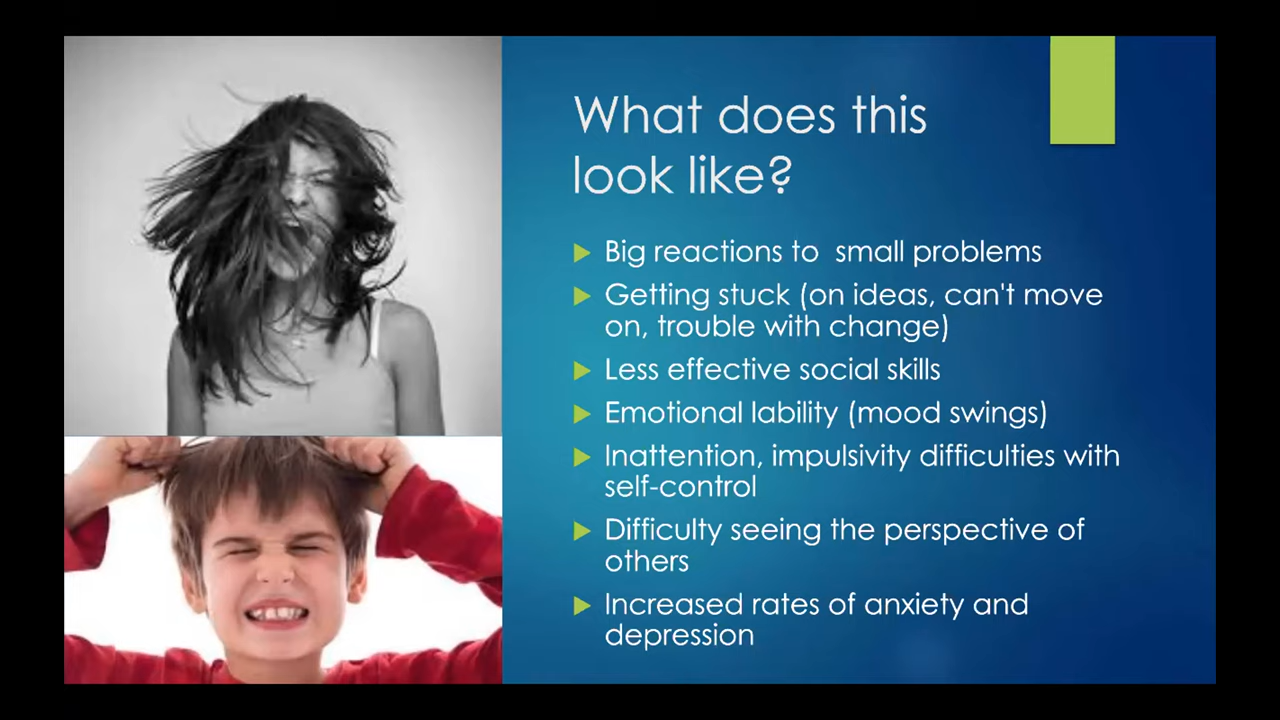 What does this
look like?
Big reactions to  small problems
Getting stuck (on ideas, can't move
on, trouble with change)
Less effective social skills
Emotional lability (mood swings)
Inattention, impulsivity difficulties with
self-control
Difficulty seeing the perspective of
others
Increased rates of anxiety and
depression